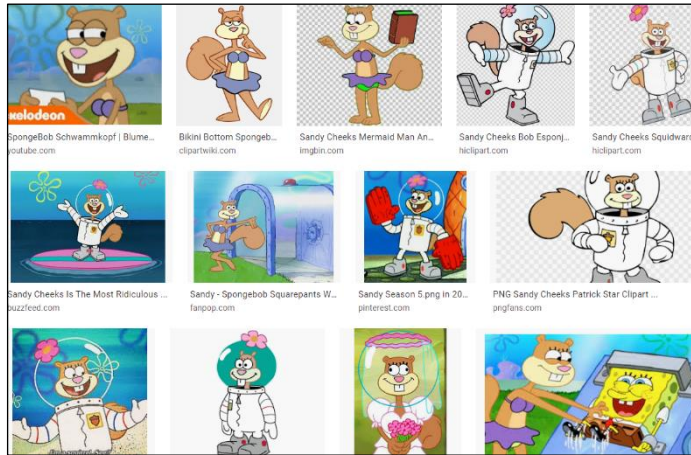 kelodeon
SpongeBob Schwammkopf | Blume...
youtube.com
Bikini Bottom Spongeb...
clipartwiki.com
Sandy Cheeks Mermaid Man An...
imgbin.com
Sandy Cheeks Bob Esponj...
hiclipart.com
Sandy Cheeks Squidwar
hiclipart.com
Sandy Cheeks Is The Most Ridiculous ...
buzzfeed.com
Sandy - Spongebob Squarepants W...
fanpop.com
Sandy Season 5.png in 20...
pinterest.com
PNG Sandy Cheeks Patrick Star Clipart ...
pngfans.com